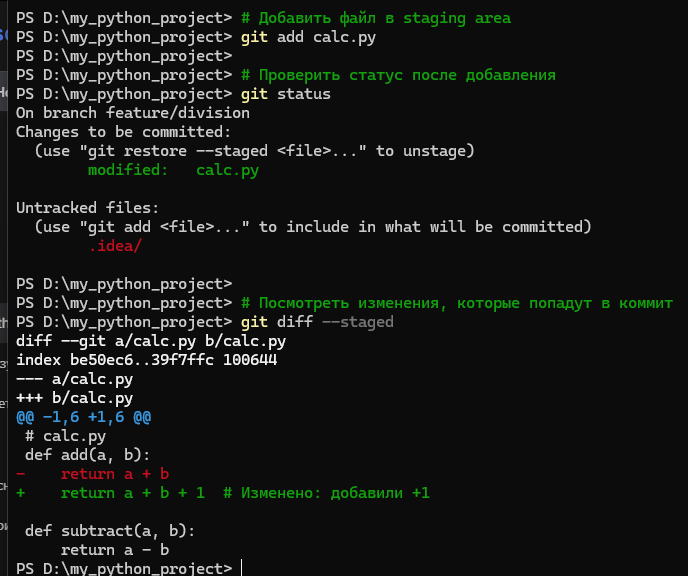 PS D:\my_python_project> # Добавить файл в staging area
PS D:\my_python_project> git add calc.py
PS D:\my_python_project>
PS D:\my_python_project> # Проверить статус после добавления
PS D:\my_python_project> git status
On branch feature/division
Changes to be committed:
  (use "git restore --staged <file>..." to unstage)
        modified:   calc.py

Untracked files:
  (use "git add <file>..." to include in what will be committed)
        .idea/

PS D:\my_python_project>
PS D:\my_python_project> # Посмотреть изменения, которые попадут в коммит
PS D:\my_python_project> git diff --staged
diff --git a/calc.py b/calc.py
index be50ec6..39f7ffc 100644
--- a/calc.py
+++ b/calc.py
@@ -1,6 +1,6 @@
 # calc.py
 def add(a, b):
-    return a + b
+    return a + b + 1  # Изменено: добавили +1

 def subtract(a, b):
     return a - b
PS D:\my_python_project>